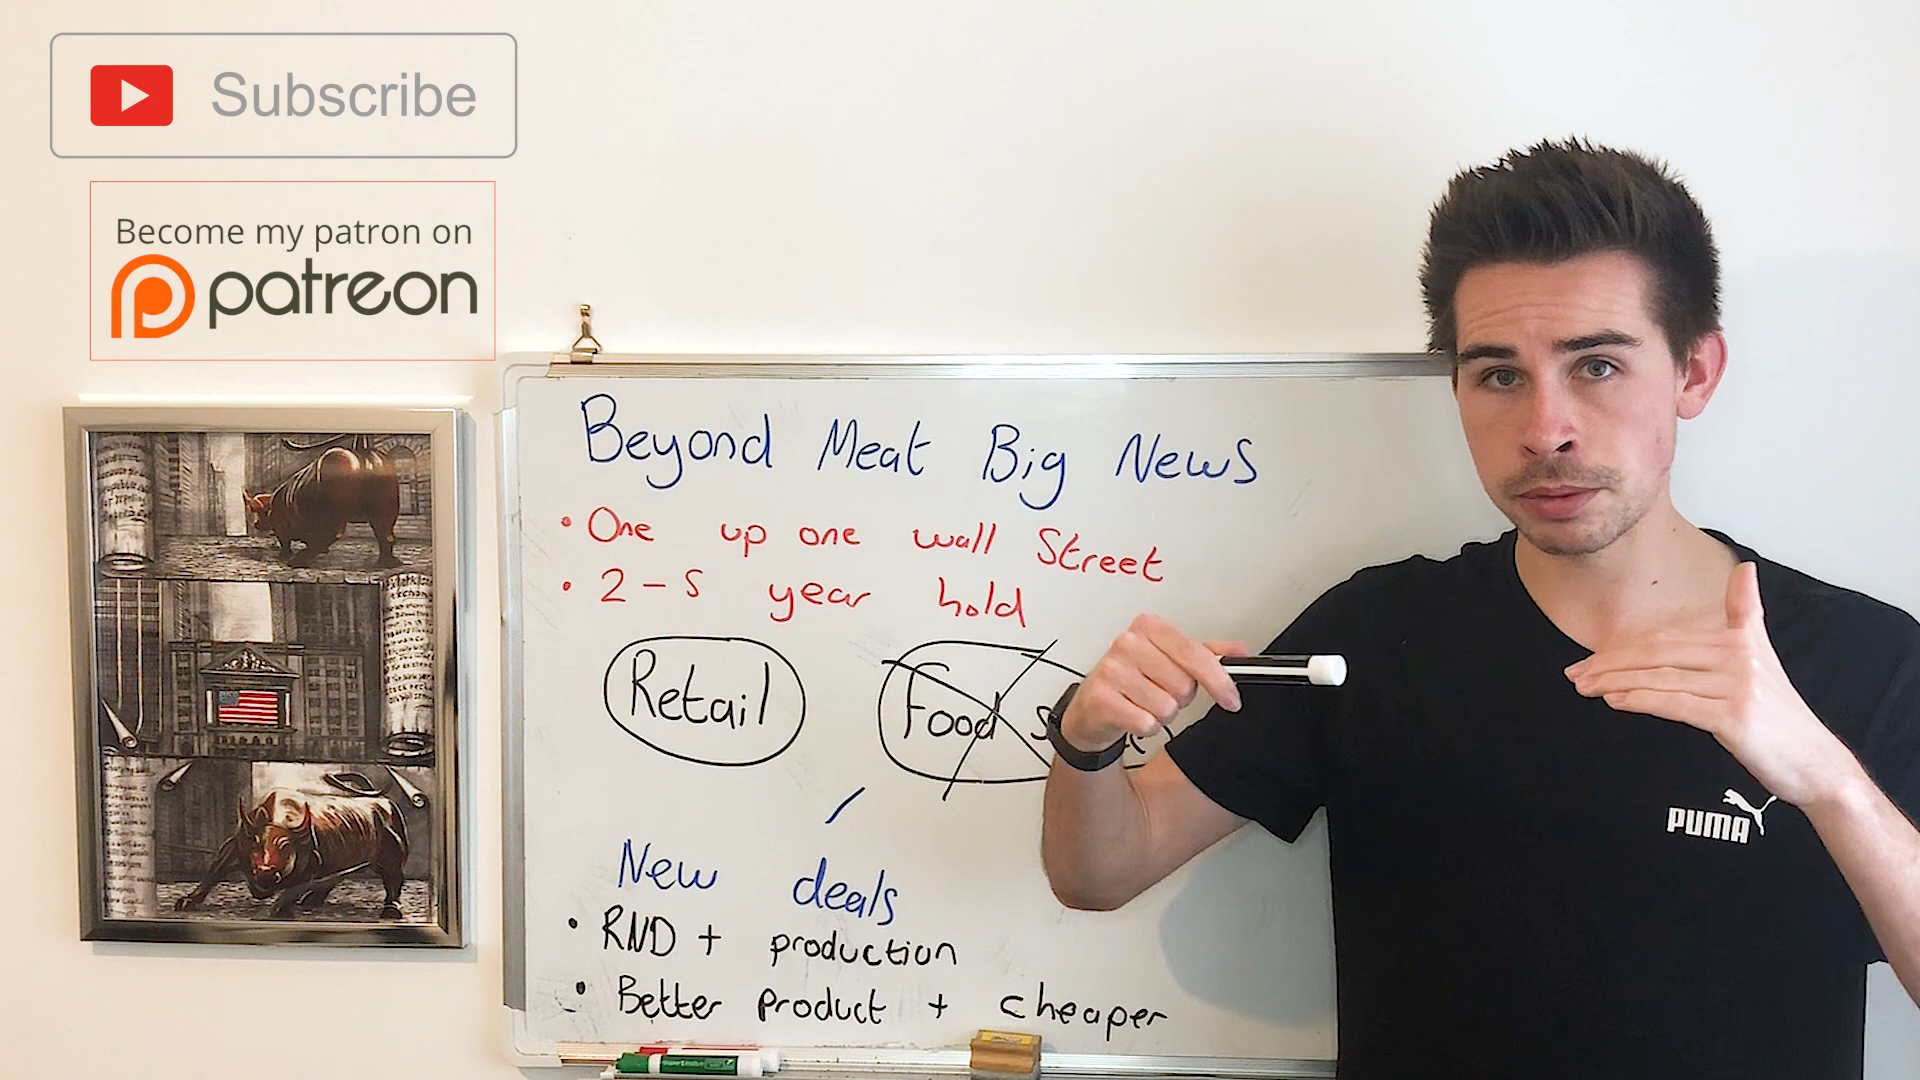 Subscribe
Become my patron on
patreon
Beyond Meat Big News
• One up one wall Street
• 2-5 year hold
Retail
Food
New deals
• RND + production
• Better product + cheaper
PUMA